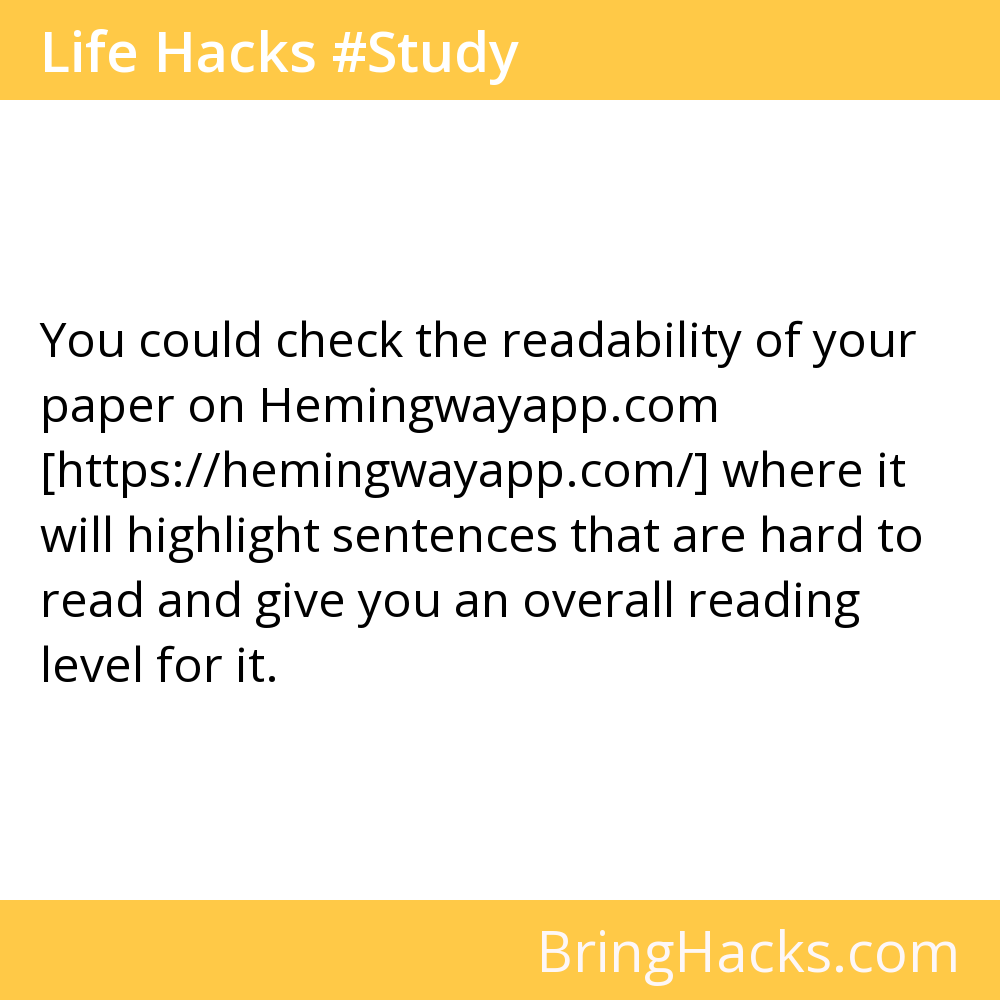 Life Hacks #Study
You could check the readability of your
paper on Hemingwayapp.com
[https://hemingwayapp.com/] where it
will highlight sentences that are hard to
read and give you an overall reading
level for it.
BringHacks.com